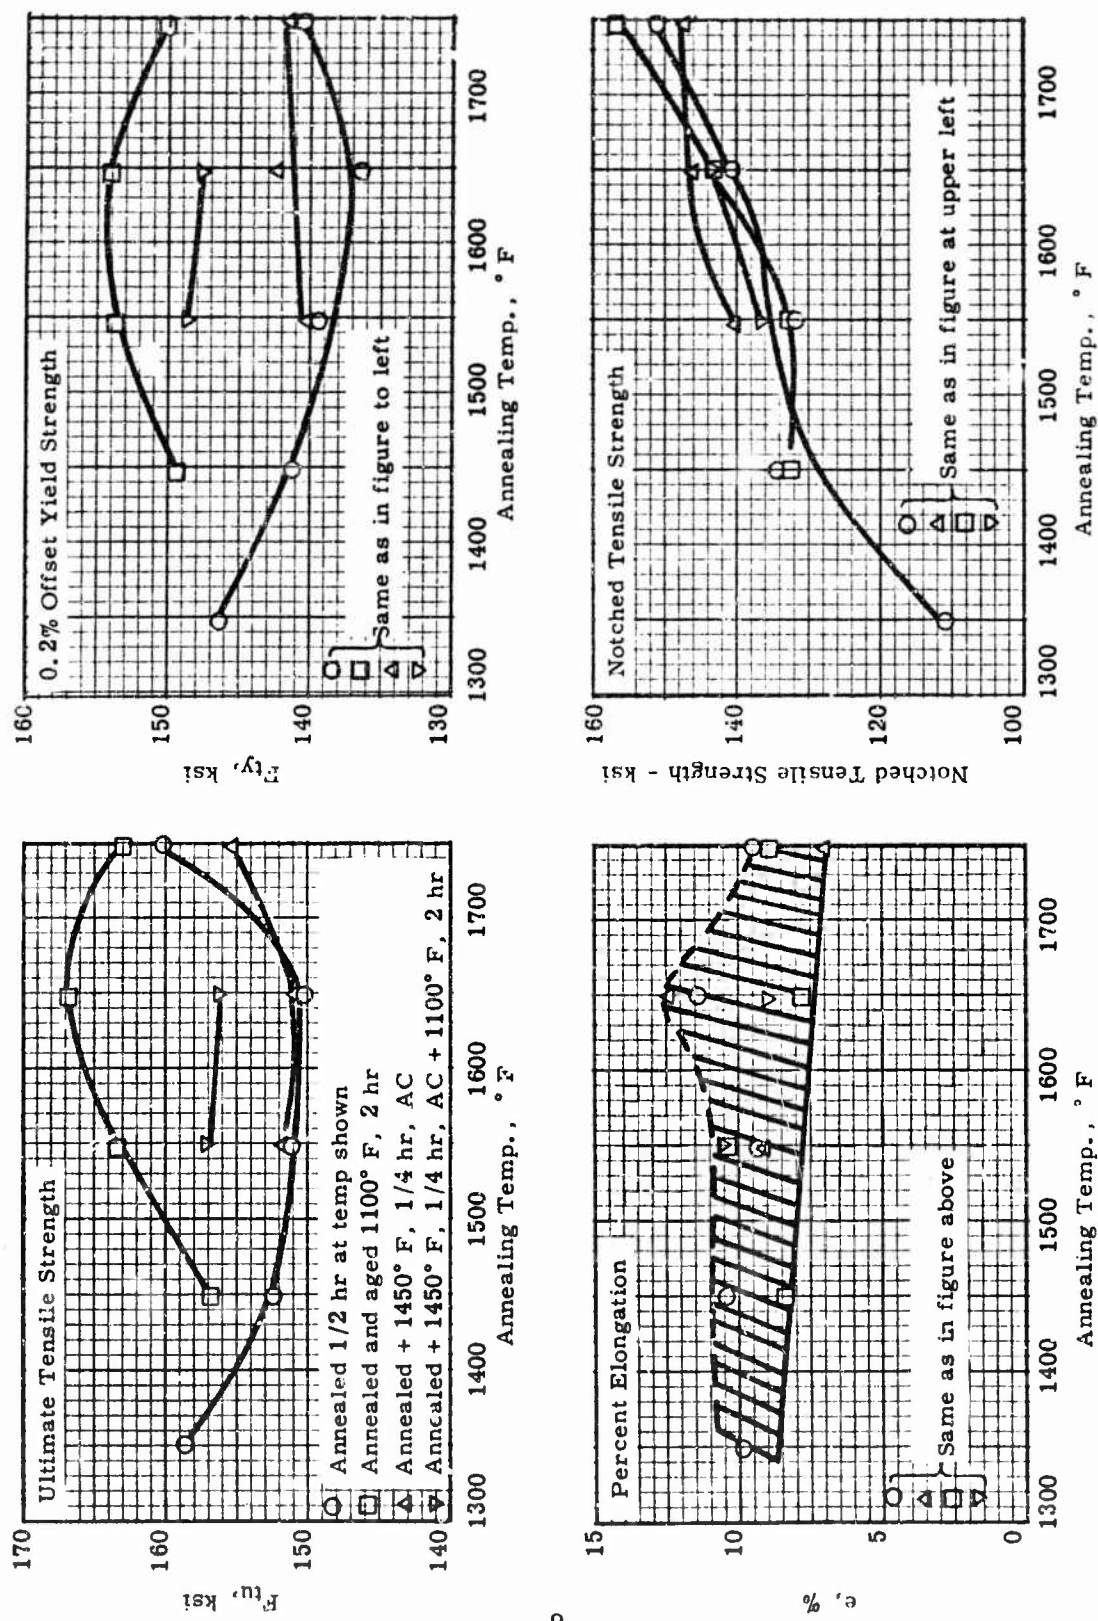 Ultimate Tensile Strength
170
160
150
140
F_tu, ksi
Annealed 1/2 hr at temp shown
Annealed and aged 1100° F, 2 hr
Annealed + 1450° F, 1/4 hr, AC
Annealed + 1450° F, 1/4 hr, AC + 1100° F, 2 hr
1300 1400 1500 1600 1700
Annealing Temp., °F
0.2% Offset Yield Strength
160
150
145
140
130
F_ty, ksi
Same as in figure to left
1300 1400 1500 1600 1700
Annealing Temp., °F
Percent Elongation
15
10
5
0
e, %
Same as in figure above
1300 1400 1500 1600 1700
Annealing Temp., °F
Notched Tensile Strength
160
140
120
100
Notched Tensile Strength - ksi
Same as in figure at upper left
1300 1400 1500 1600 1700
Annealing Temp., °F